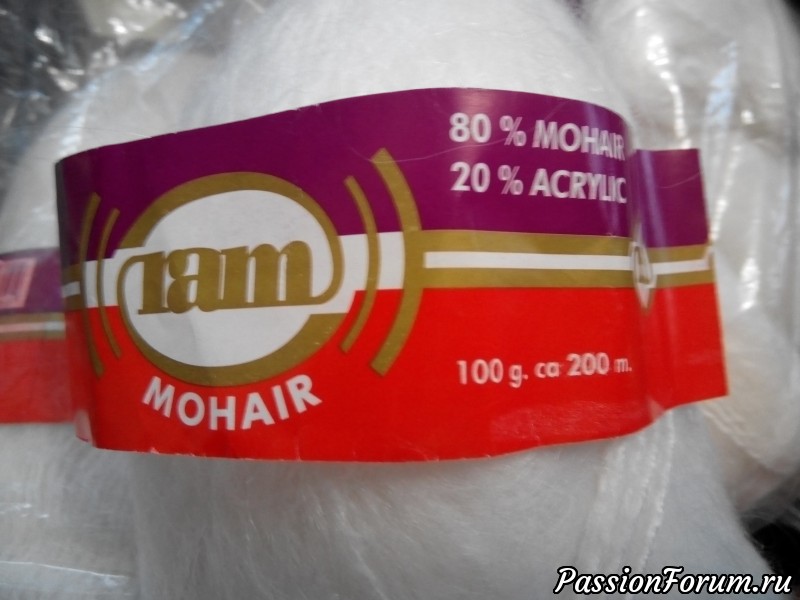 80 % MOHAIR
20 % ACRYLIC
ram
MOHAIR
100 g. ca 200 m.
PassionForum.ru